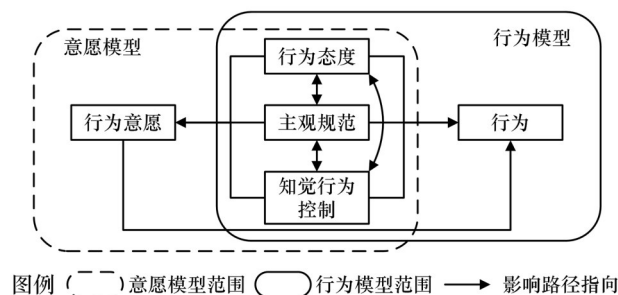 意愿模型
行为模型
行为态度
行为意愿
主观规范
行为
知觉行为
控制
图例 意愿模型范围 行为模型范围 影响路径指向